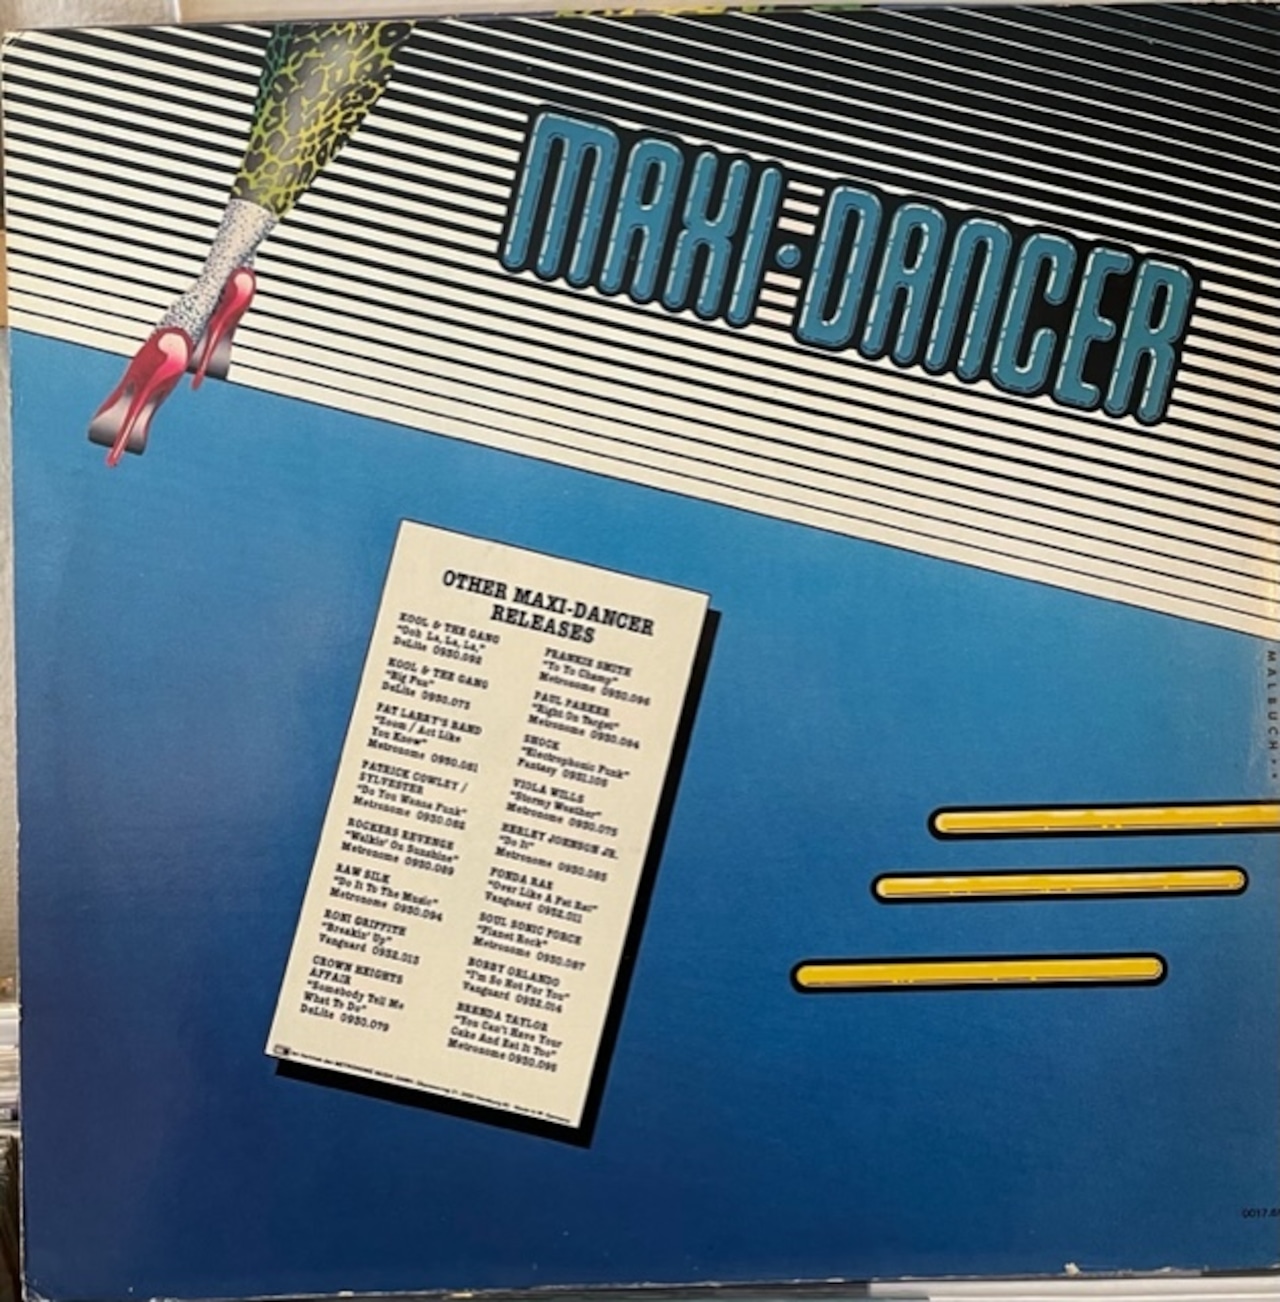 MAXI·DANCER
OTHER MAXI-DANCER
RELEASES
KOOL & THE GANG
"Ooh La, La, La,"
DeLite 0930.092
KOOL & THE GANG
"Big Fun"
DeLite 0930.073
FAT LARRY'S BAND
"Zoom / Act Like
You Know"
Metronome 0930.081
PATRICK COWLEY /
SYLVESTER
"Do You Wanna Funk"
Metronome 0930.082
ROCKERS REVENGE
"Walkin' On Sunshine"
Metronome 0930.089
RAW SILK
"Do It To The Music"
Metronome 0930.094
RONI GRIFFITH
"Breakin' Up"
Vanguard 0932.013
CROWN HEIGHTS
AFFAIR
"Somebody Tell Me
What To Do"
DeLite 0930.079
FRANKIE SMITH
"Yo Yo Champ"
Metronome 0930.096
PAUL PARKER
"Right On Target"
Metronome 0930.084
SHOCK
"Electrophonic Funk"
Fantasy 0931.105
VIOLA WILLS
"Stormy Weather"
Metronome 0930.075
HERLEY JOHNSON JR.
"Do It"
Metronome 0930.085
FONDA RAE
"Over Like A Fat Rat"
Vanguard 0932.011
SOUL SONIC FORCE
"Planet Rock"
Metronome 0930.087
BOBBY ORLANDO
"I'm So Hot For You"
Vanguard 0932.014
BRENDA TAYLOR
"You Can't Have Your
Cake And Eat It Too"
Metronome 0930.095
MALBUCH
0017.6